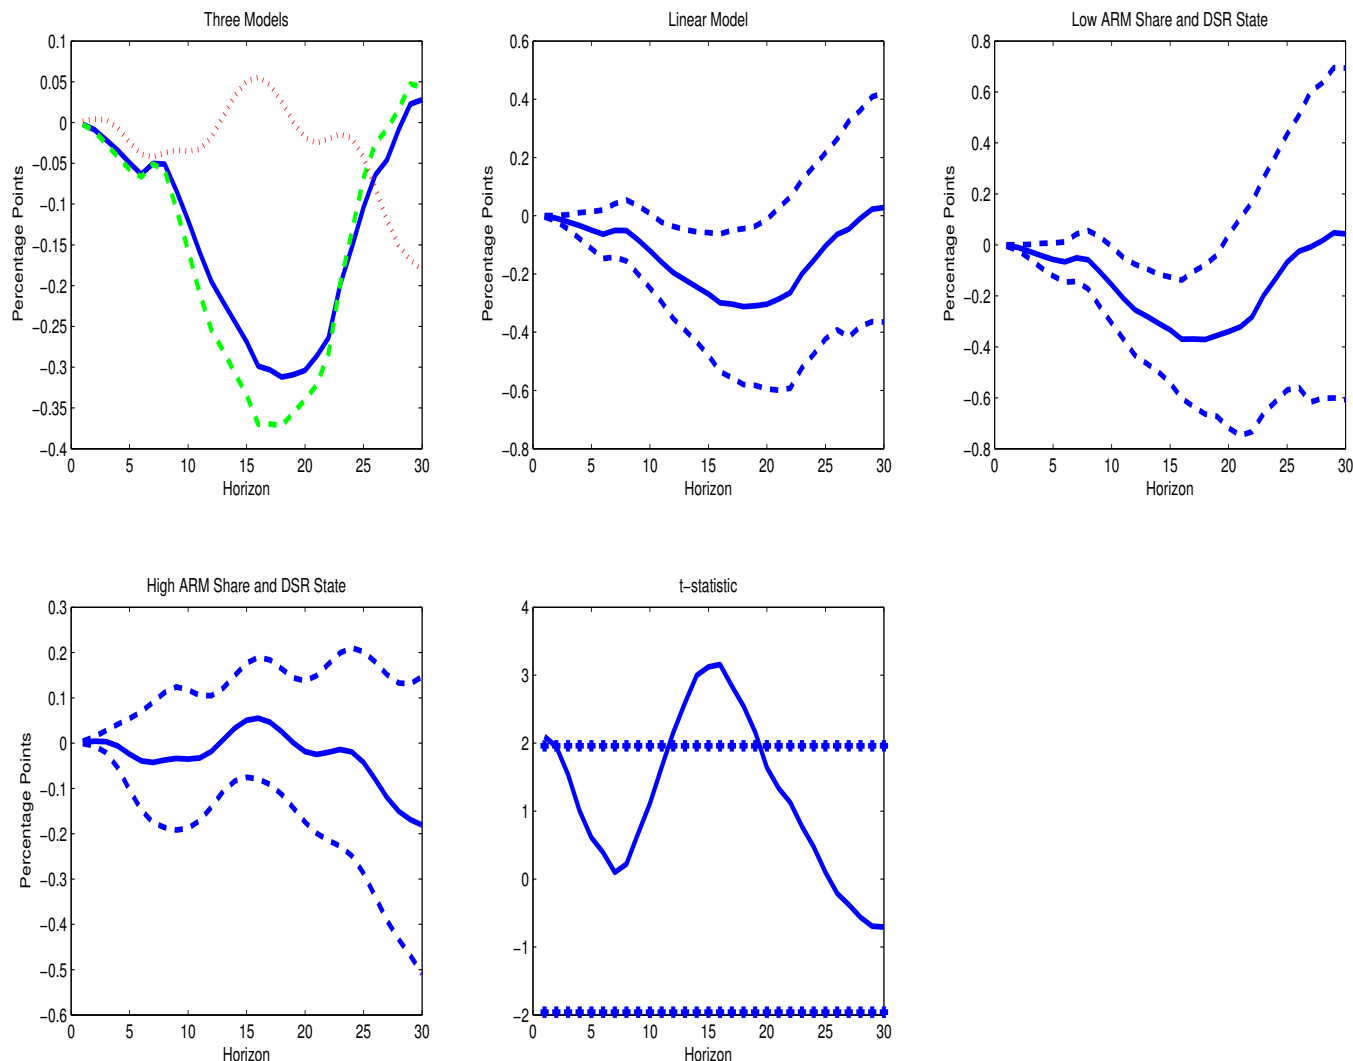 Three Models
0.1
0.05
0
−0.05
−0.1
−0.15
−0.2
−0.25
−0.3
−0.35
−0.4
Percentage Points
0 5 10 15 20 25 30
Horizon
Linear Model
0.6
0.4
0.2
0
−0.2
−0.4
−0.6
−0.8
Percentage Points
0 5 10 15 20 25 30
Horizon
Low ARM Share and DSR State
0.8
0.6
0.4
0.2
0
−0.2
−0.4
−0.6
−0.8
Percentage Points
0 5 10 15 20 25 30
Horizon
High ARM Share and DSR State
0.3
0.2
0.1
0
−0.1
−0.2
−0.3
−0.4
−0.5
−0.6
Percentage Points
0 5 10 15 20 25 30
Horizon
t−statistic
4
3
2
1
0
−1
−2
0 5 10 15 20 25 30
Horizon